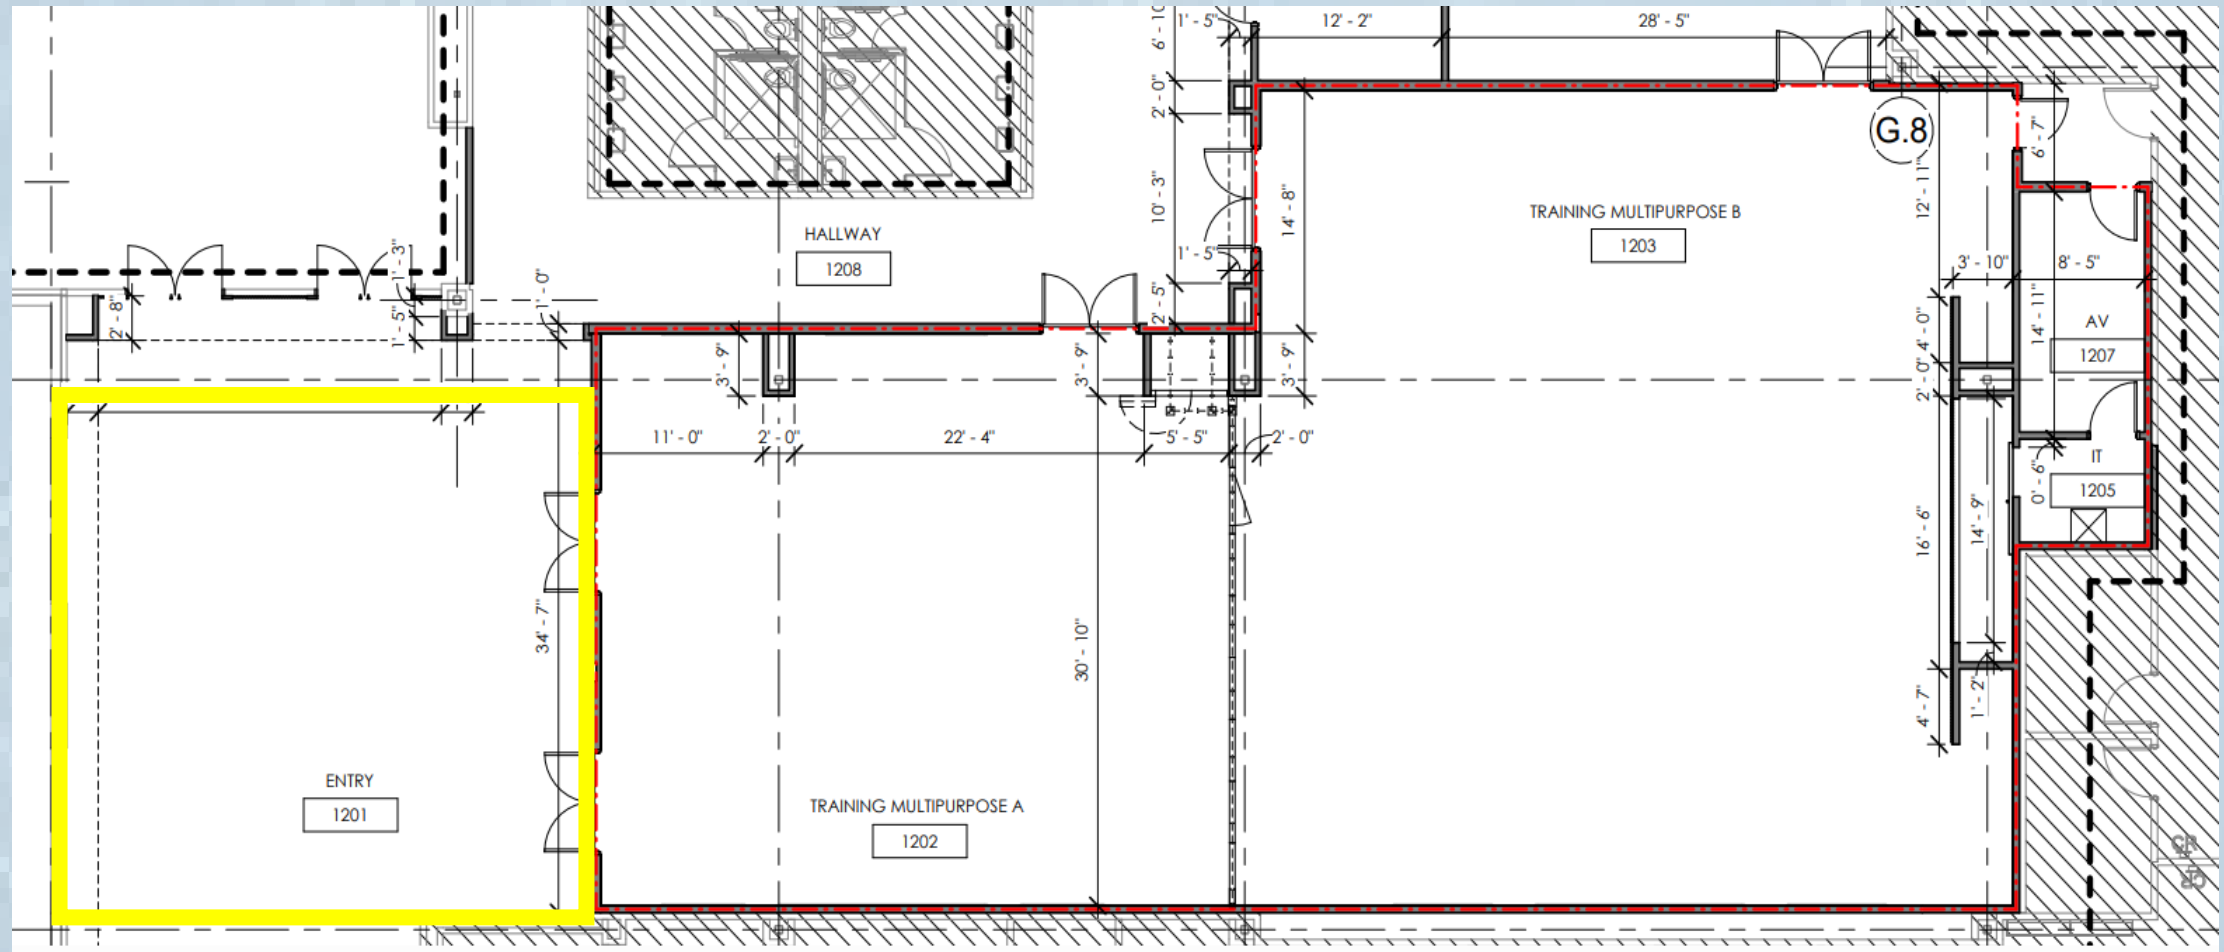 1' - 5"
12' - 2"
28' - 5"
6' - 10
2' - 0"
G.8
6' - 7"
12' - 11"
10' - 3"
14' - 8"
TRAINING MULTIPURPOSE B
1203
HALLWAY
1208
1' - 5"
2' - 5"
1' - 3"
2' - 8"
1' - 5"
1' - 0"
3' - 10"
8' - 5"
14' - 11"
4' - 0"
AV
1207
2' - 0"
3' - 9"
3' - 9"
3' - 9"
11' - 0"
2' - 0"
22' - 4"
5' - 5"
2' - 0"
IT
1205
0' - 6"
14' - 9"
16' - 6"
34' - 7"
30' - 10"
1' - 2"
4' - 7"
ENTRY
1201
TRAINING MULTIPURPOSE A
1202
CR